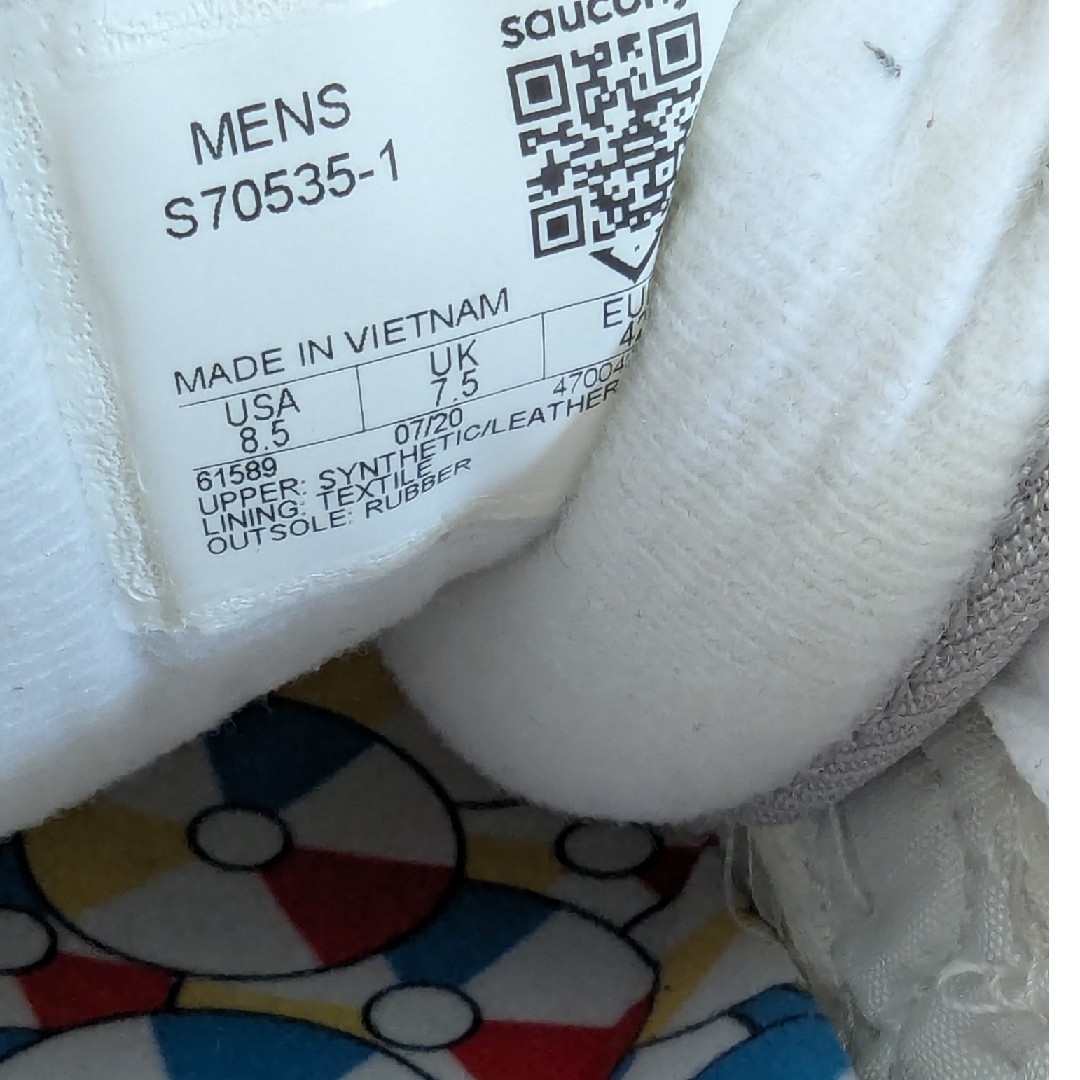 saucony
MENS
S70535-1
MADE IN VIETNAM
USA UK EU
8.5 7.5
61589 07/20
UPPER: SYNTHETIC/LEATHER
LINING: TEXTILE
OUTSOLE: RUBBER